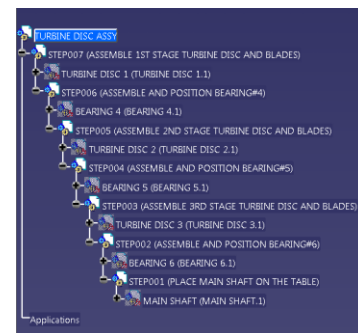 TURBINE DISC ASSY
STEP007 (ASSEMBLE 1ST STAGE TURBINE DISC AND BLADES)
TURBINE DISC 1 (TURBINE DISC 1.1)
STEP006 (ASSEMBLE AND POSITION BEARING#4)
BEARING 4 (BEARING 4.1)
STEP005 (ASSEMBLE 2ND STAGE TURBINE DISC AND BLADES)
TURBINE DISC 2 (TURBINE DISC 2.1)
STEP004 (ASSEMBLE AND POSITION BEARING#5)
BEARING 5 (BEARING 5.1)
STEP003 (ASSEMBLE 3RD STAGE TURBINE DISC AND BLADES)
TURBINE DISC 3 (TURBINE DISC 3.1)
STEP002 (ASSEMBLE AND POSITION BEARING#6)
BEARING 6 (BEARING 6.1)
STEP001 (PLACE MAIN SHAFT ON THE TABLE)
MAIN SHAFT (MAIN SHAFT.1)
Applications